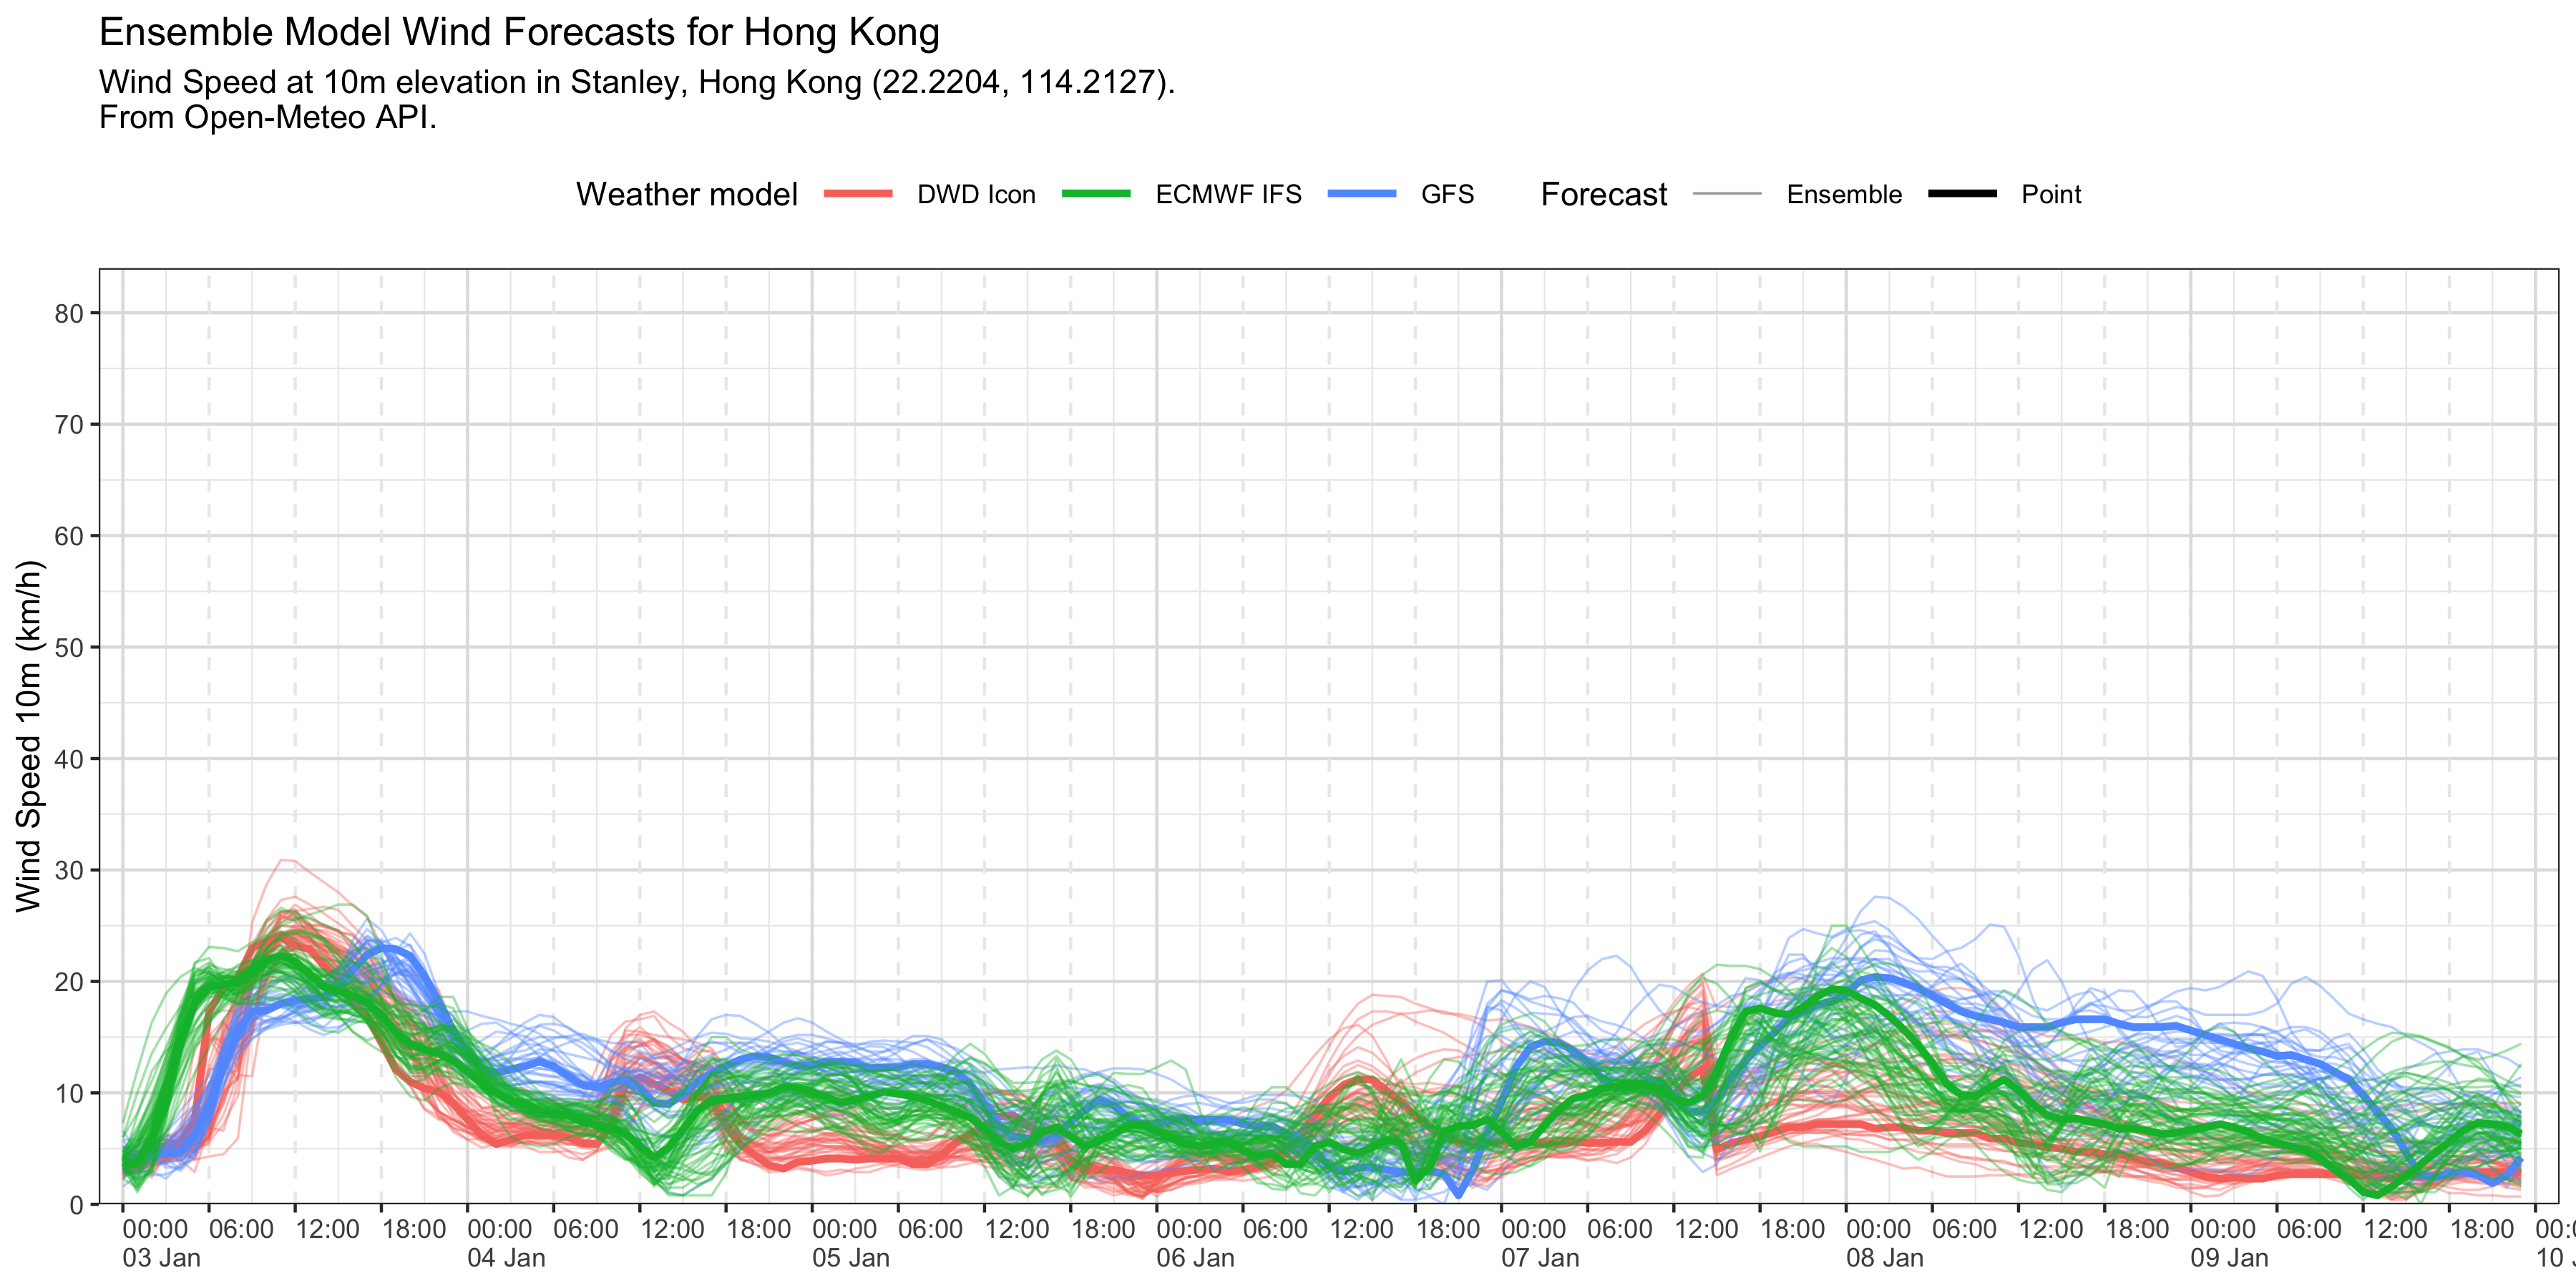 Ensemble Model Wind Forecasts for Hong Kong
Wind Speed at 10m elevation in Stanley, Hong Kong (22.2204, 114.2127).
From Open-Meteo API.
Weather model DWD Icon ECMWF IFS GFS Forecast Ensemble Point
Wind Speed 10m (km/h)
80
70
60
50
40
30
20
10
0
00:00 06:00 12:00 18:00 00:00 06:00 12:00 18:00 00:00 06:00 12:00 18:00 00:00 06:00 12:00 18:00 00:00 06:00 12:00 18:00 00:00 06:00 12:00 18:00 00:00 06:00 12:00 18:00
03 Jan 04 Jan 05 Jan 06 Jan 07 Jan 08 Jan 09 Jan 10